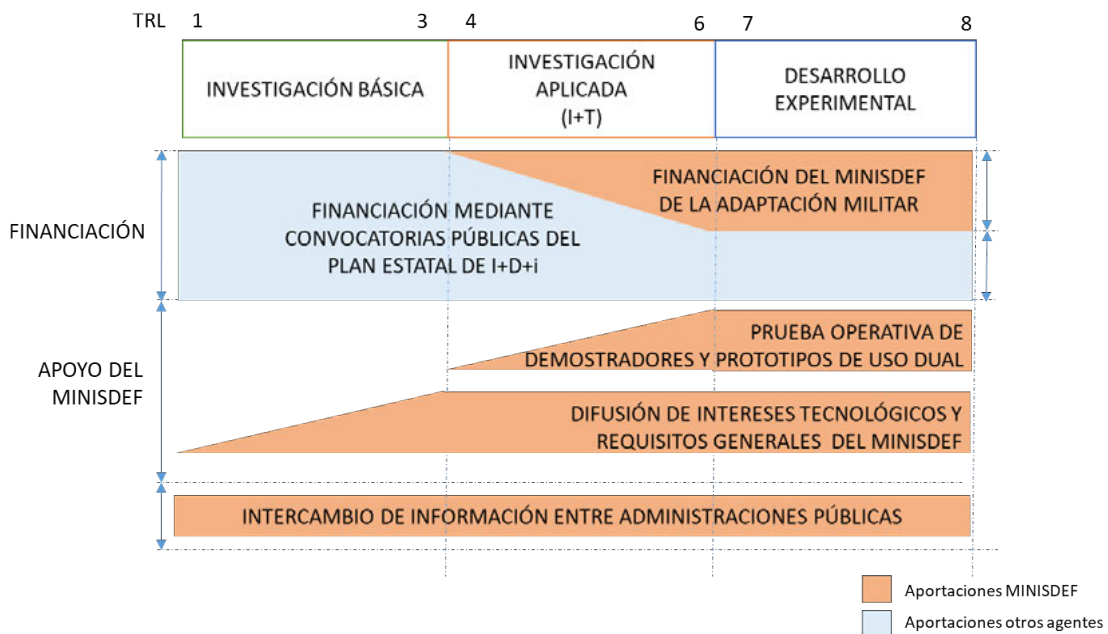 TRL 1 3 4 6 7 8
INVESTIGACIÓN BÁSICA
INVESTIGACIÓN
APLICADA
(I+T)
DESARROLLO
EXPERIMENTAL
FINANCIACIÓN
FINANCIACIÓN MEDIANTE
CONVOCATORIAS PÚBLICAS DEL
PLAN ESTATAL DE I+D+i
FINANCIACIÓN DEL MINISDEF
DE LA ADAPTACIÓN MILITAR
APOYO DEL
MINISDEF
PRUEBA OPERATIVA DE
DEMOSTRADORES Y PROTOTIPOS DE USO DUAL
DIFUSIÓN DE INTERESES TECNOLÓGICOS Y
REQUISITOS GENERALES DEL MINISDEF
INTERCAMBIO DE INFORMACIÓN ENTRE ADMINISTRACIONES PÚBLICAS
Aportaciones MINISDEF
Aportaciones otros agentes